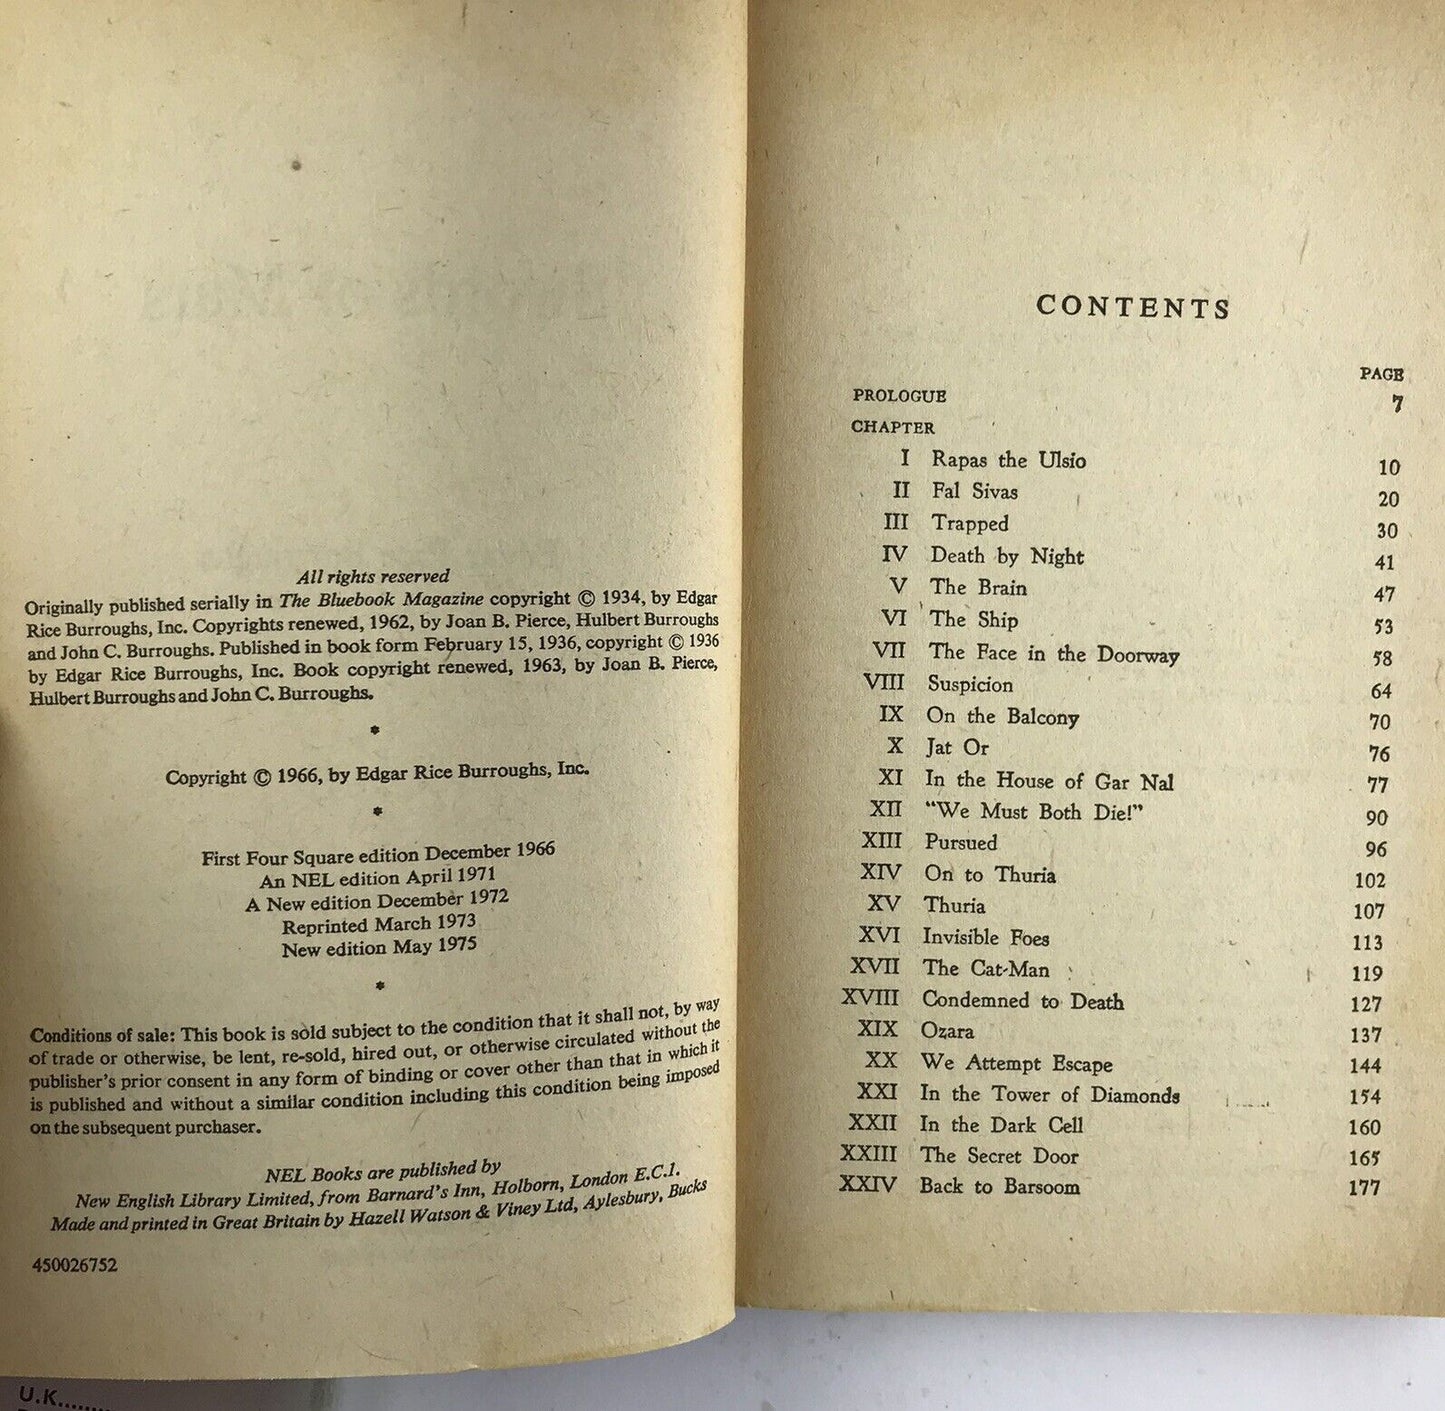 All rights reserved
Originally published serially in The Bluebook Magazine copyright © 1934, by Edgar
Rice Burroughs, Inc. Copyrights renewed, 1962, by Joan B. Pierce, Hulbert Burroughs
and John C. Burroughs. Published in book form February 15, 1936, copyright © 1936
by Edgar Rice Burroughs, Inc. Book copyright renewed, 1963, by Joan B. Pierce,
Hulbert Burroughs and John C. Burroughs.
*
Copyright © 1966, by Edgar Rice Burroughs, Inc.
*
First Four Square edition December 1966
An NEL edition April 1971
A New edition December 1972
Reprinted March 1973
New edition May 1975
*
Conditions of sale: This book is sold subject to the condition that it shall not, by way
of trade or otherwise, be lent, re-sold, hired out, or otherwise circulated without the
publisher's prior consent in any form of binding or cover other than that in which it
is published and without a similar condition including this condition being imposed
on the subsequent purchaser.
NEL Books are published by
New English Library Limited, from Barnard's Inn, Holborn, London E.C.1.
Made and printed in Great Britain by Hazell Watson & Viney Ltd, Aylesbury, Bucks
450026752
U.K........
CONTENTS
PAGE
PROLOGUE 7
CHAPTER
I Rapas the Ulsio 10
II Fal Sivas 20
III Trapped 30
IV Death by Night 41
V The Brain 47
VI The Ship 53
VII The Face in the Doorway 58
VIII Suspicion 64
IX On the Balcony 70
X Jat Or 76
XI In the House of Gar Nal 77
XII "We Must Both Die!" 90
XIII Pursued 96
XIV On to Thuria 102
XV Thuria 107
XVI Invisible Foes 113
XVII The Cat-Man 119
XVIII Condemned to Death 127
XIX Ozara 137
XX We Attempt Escape 144
XXI In the Tower of Diamonds 154
XXII In the Dark Cell 160
XXIII The Secret Door 165
XXIV Back to Barsoom 177